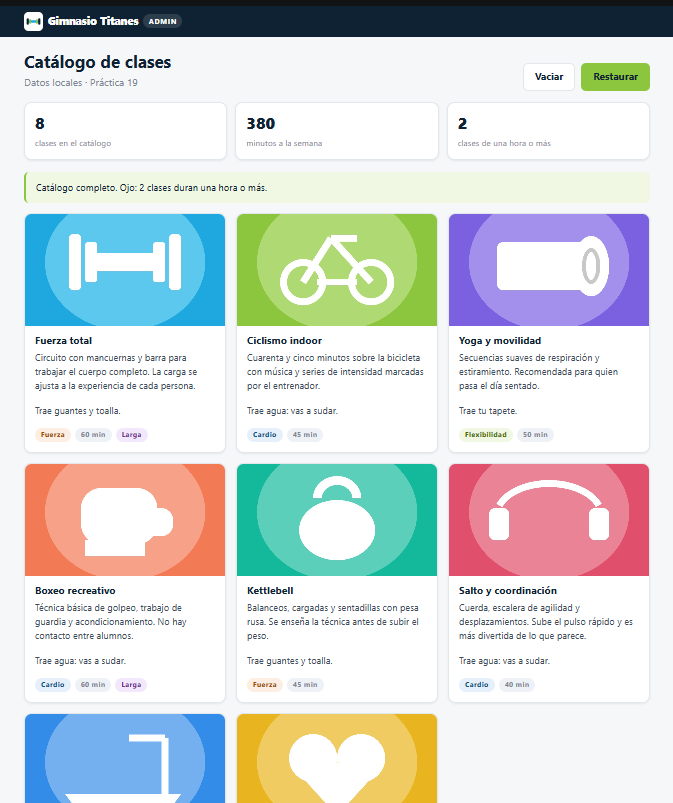 Gimnasio Titanes ADMIN
Catálogo de clases
Datos locales · Práctica 19
Vaciar
Restaurar
8
clases en el catálogo
380
minutos a la semana
2
clases de una hora o más
Catálogo completo. Ojo: 2 clases duran una hora o más.
Fuerza total
Circuito con mancuernas y barra para
trabajar el cuerpo completo. La carga se
ajusta a la experiencia de cada persona.
Trae guantes y toalla.
Fuerza 60 min Larga
Ciclismo indoor
Cuarenta y cinco minutos sobre la bicicleta
con música y series de intensidad marcadas
por el entrenador.
Trae agua: vas a sudar.
Cardio 45 min
Yoga y movilidad
Secuencias suaves de respiración y
estiramiento. Recomendada para quien
pasa el día sentado.
Trae tu tapete.
Flexibilidad 50 min
Boxeo recreativo
Técnica básica de golpeo, trabajo de
guardia y acondicionamiento. No hay
contacto entre alumnos.
Trae agua: vas a sudar.
Cardio 60 min Larga
Kettlebell
Balanceos, cargadas y sentadillas con pesa
rusa. Se enseña la técnica antes de subir el
peso.
Trae guantes y toalla.
Fuerza 45 min
Salto y coordinación
Cuerda, escalera de agilidad y
desplazamientos. Sube el pulso rápido y es
más divertida de lo que parece.
Trae agua: vas a sudar.
Cardio 40 min